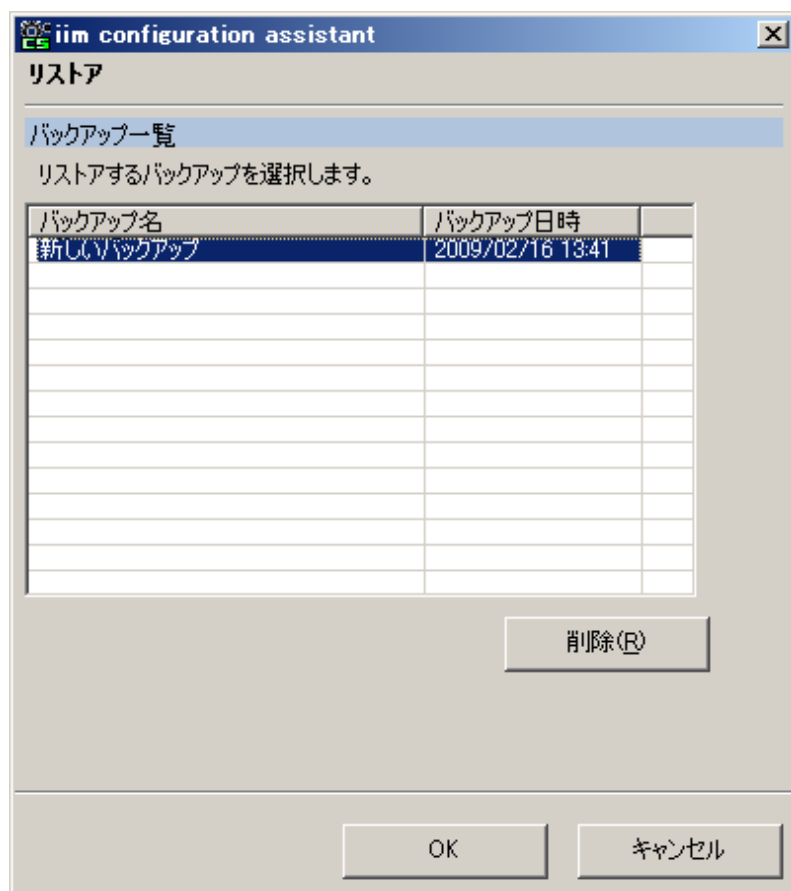 iim configuration assistant
リストア
バックアップ一覧
リストアするバックアップを選択します。
バックアップ名 バックアップ日時
新しいバックアップ 2009/02/16 13:41
削除(R)
OK キャンセル